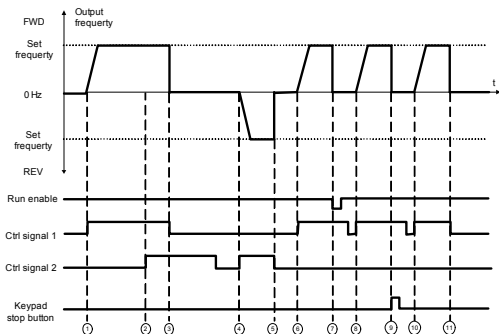 FWD
Output
frequerty
Set
frequerty
0 Hz
t
Set
frequerty
REV
Run enable
Ctrl signal 1
Ctrl signal 2
Keypad
stop button
1 2 3 4 5 6 7 8 9 10 11